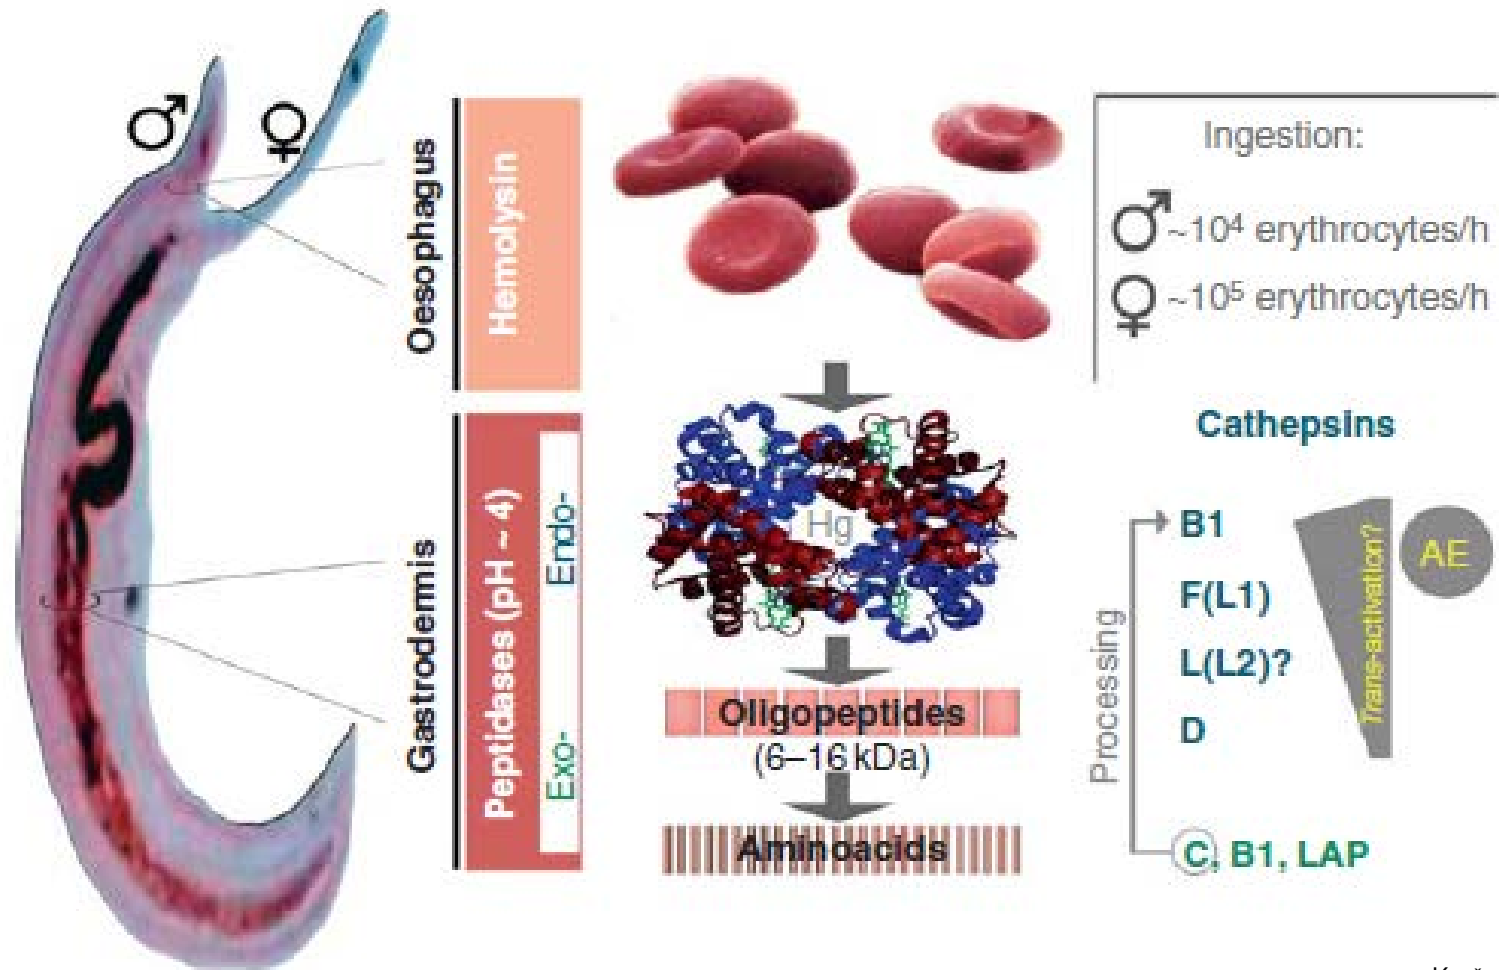 ♂
♀
Oesophagus
Hemolysin
Ingestion:
♂ ~10⁴ erythrocytes/h
♀ ~10⁵ erythrocytes/h
Gastrodermis
Peptidases (pH ~ 4)
Endo-
Exo-
Hg
Oligopeptides
(6–16 kDa)
Aminoacids
Cathepsins
Processing
B1
F(L1)
L(L2)?
D
C, B1, LAP
Trans-activation?
AE